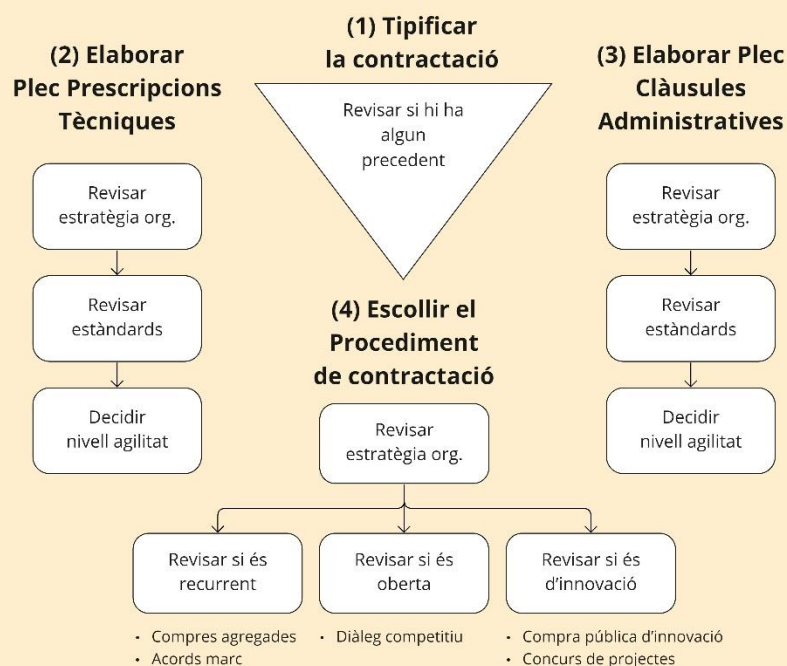 (1) Tipificar
la contractació
Revisar si hi ha
algun
precedent
(2) Elaborar
Plec Prescripcions
Tècniques
Revisar
estratègia org.
Revisar
estàndards
Decidir
nivell agilitat
(3) Elaborar Plec
Clàusules
Administratives
Revisar
estratègia org.
Revisar
estàndards
Decidir
nivell agilitat
(4) Escollir el
Procediment
de contractació
Revisar
estratègia org.
Revisar si és
recurrent
• Compres agregades
• Acords marc
Revisar si és
oberta
• Diàleg competitiu
Revisar si és
d'innovació
• Compra pública d'innovació
• Concurs de projectes